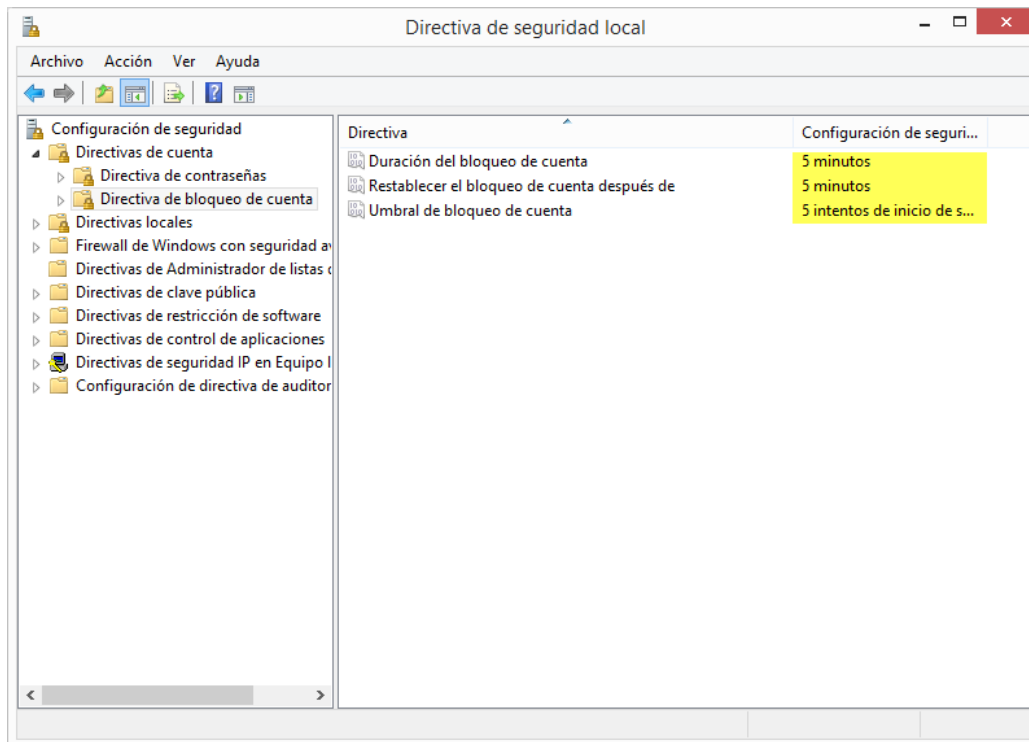 Directiva de seguridad local
Archivo Acción Ver Ayuda
Configuración de seguridad
Directivas de cuenta
Directiva de contraseñas
Directiva de bloqueo de cuenta
Directivas locales
Firewall de Windows con seguridad av
Directivas de Administrador de listas c
Directivas de clave pública
Directivas de restricción de software
Directivas de control de aplicaciones
Directivas de seguridad IP en Equipo l
Configuración de directiva de auditor
Directiva Configuración de seguri...
Duración del bloqueo de cuenta 5 minutos
Restablecer el bloqueo de cuenta después de 5 minutos
Umbral de bloqueo de cuenta 5 intentos de inicio de s...